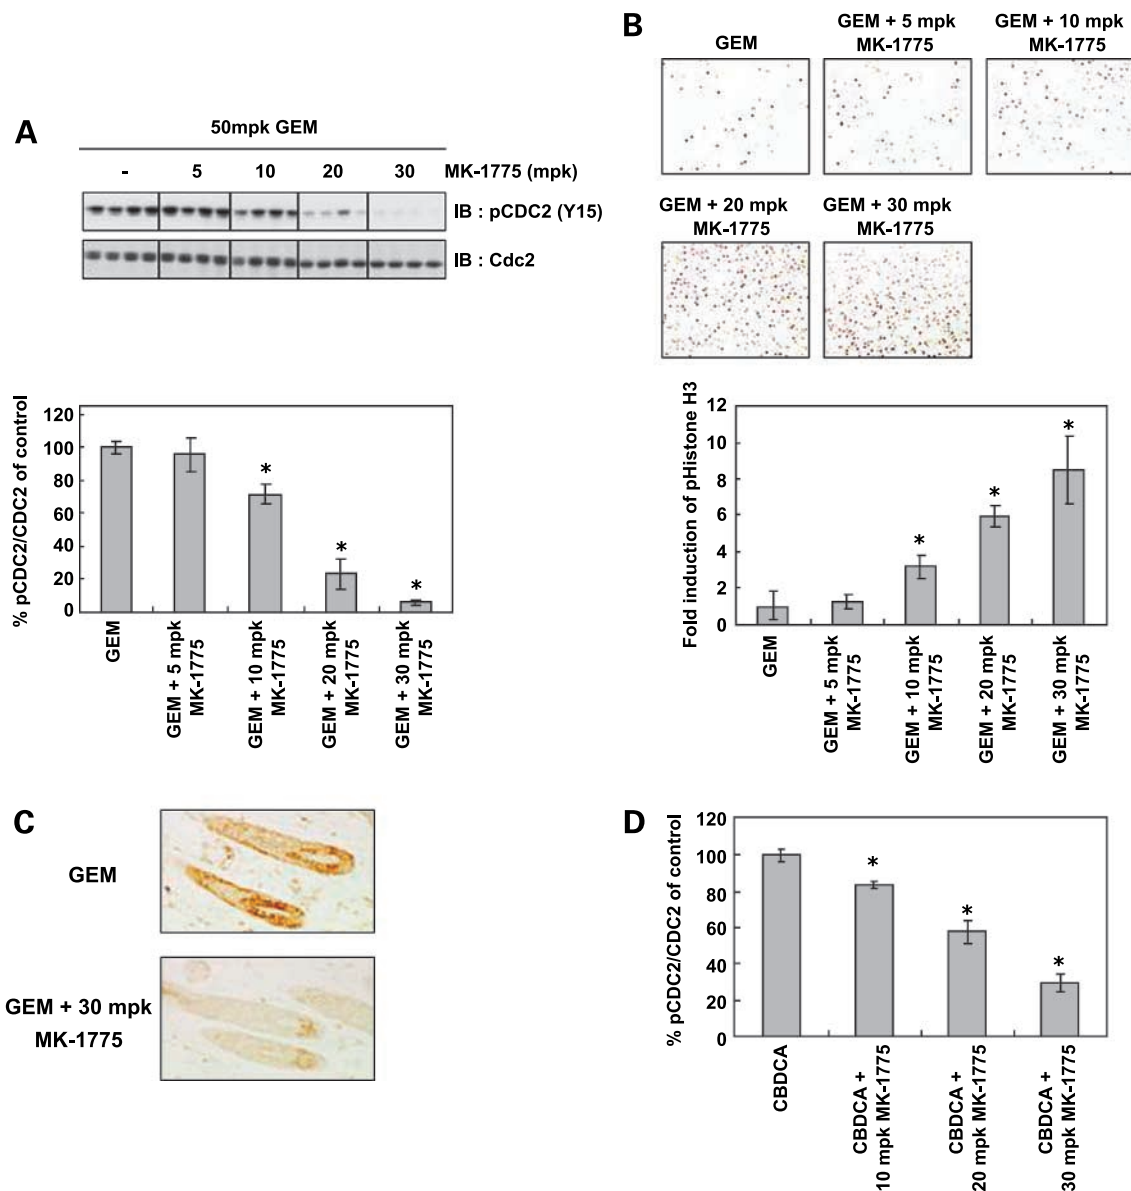 A
50mpk GEM
- 5 10 20 30 MK-1775 (mpk)
IB : pCDC2 (Y15)
IB : Cdc2
% pCDC2/CDC2 of control
120
100
80
60
40
20
0
*
*
*
GEM
GEM + 5 mpk
MK-1775
GEM + 10 mpk
MK-1775
GEM + 20 mpk
MK-1775
GEM + 30 mpk
MK-1775
B
GEM
GEM + 5 mpk
MK-1775
GEM + 10 mpk
MK-1775
GEM + 20 mpk
MK-1775
GEM + 30 mpk
MK-1775
Fold induction of pHistone H3
12
10
8
6
4
2
0
*
*
*
GEM
GEM + 5 mpk
MK-1775
GEM + 10 mpk
MK-1775
GEM + 20 mpk
MK-1775
GEM + 30 mpk
MK-1775
C
GEM
GEM + 30 mpk
MK-1775
D
% pCDC2/CDC2 of control
120
100
80
60
40
20
0
*
*
*
CBDCA
CBDCA +
10 mpk MK-1775
CBDCA +
20 mpk MK-1775
CBDCA +
30 mpk MK-1775